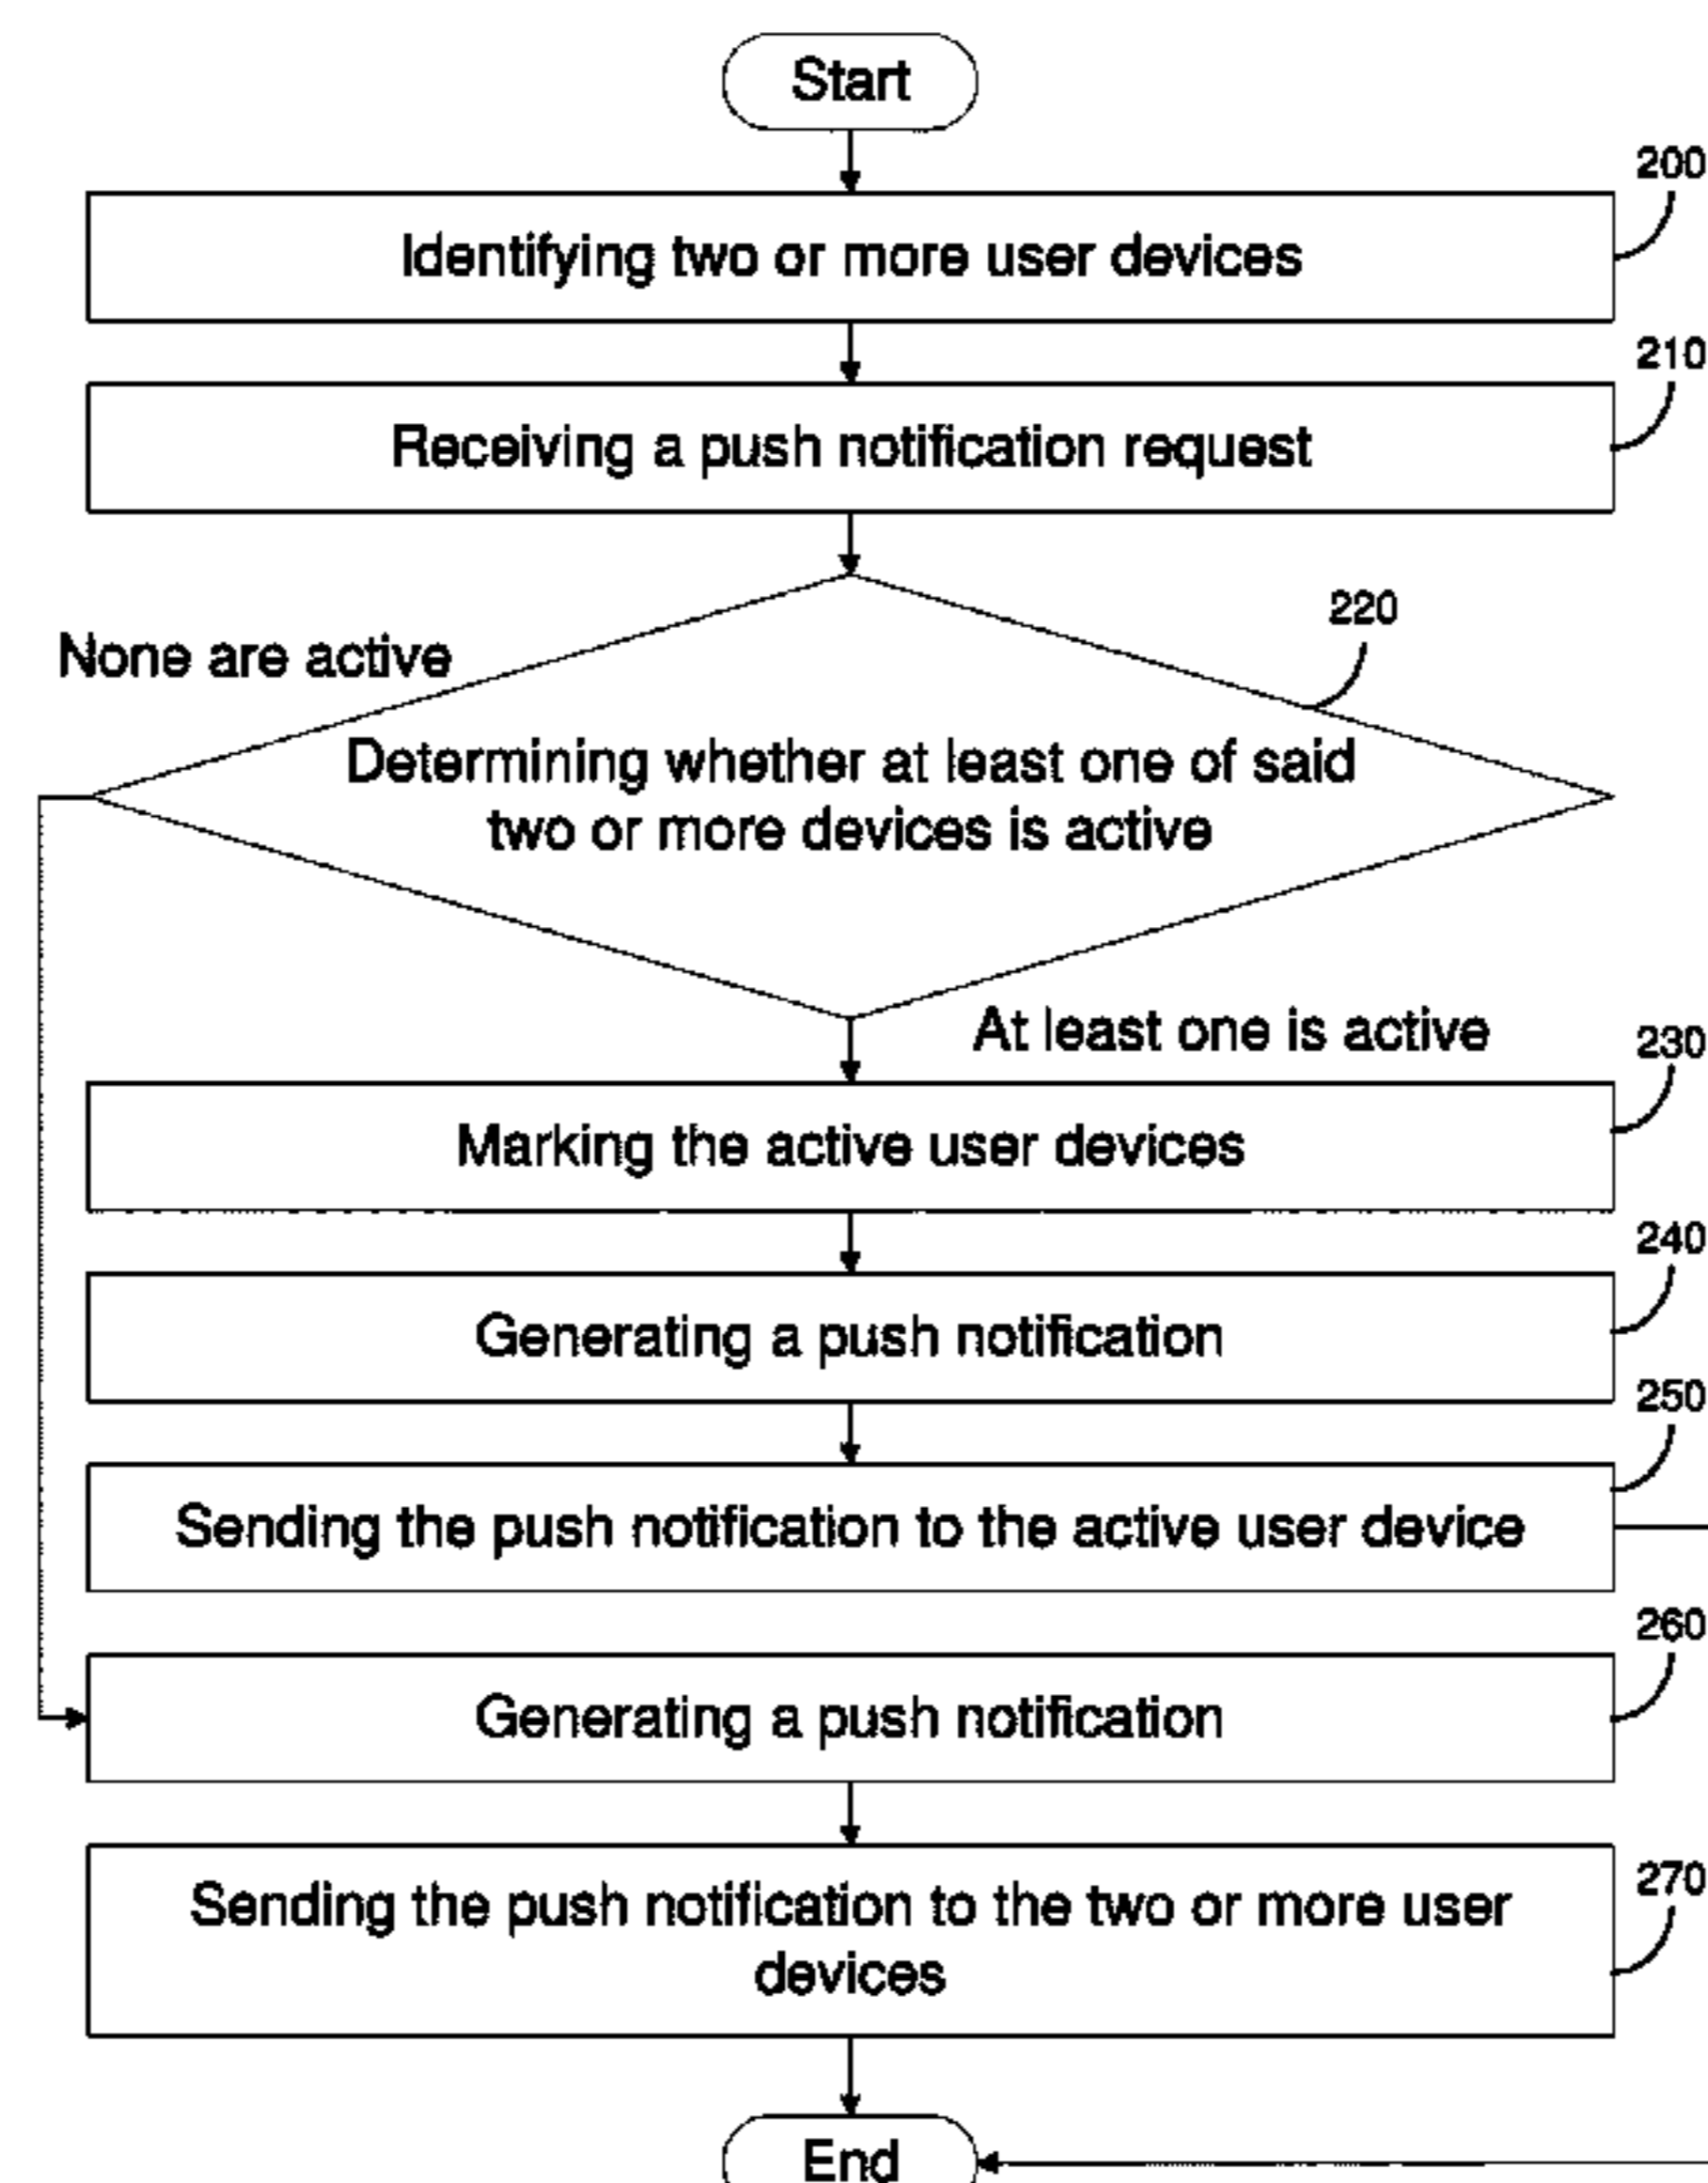 Start
200
Identifying two or more user devices
210
Receiving a push notification request
220
None are active
Determining whether at least one of said
two or more devices is active
At least one is active
230
Marking the active user devices
240
Generating a push notification
250
Sending the push notification to the active user device
260
Generating a push notification
270
Sending the push notification to the two or more user
devices
End